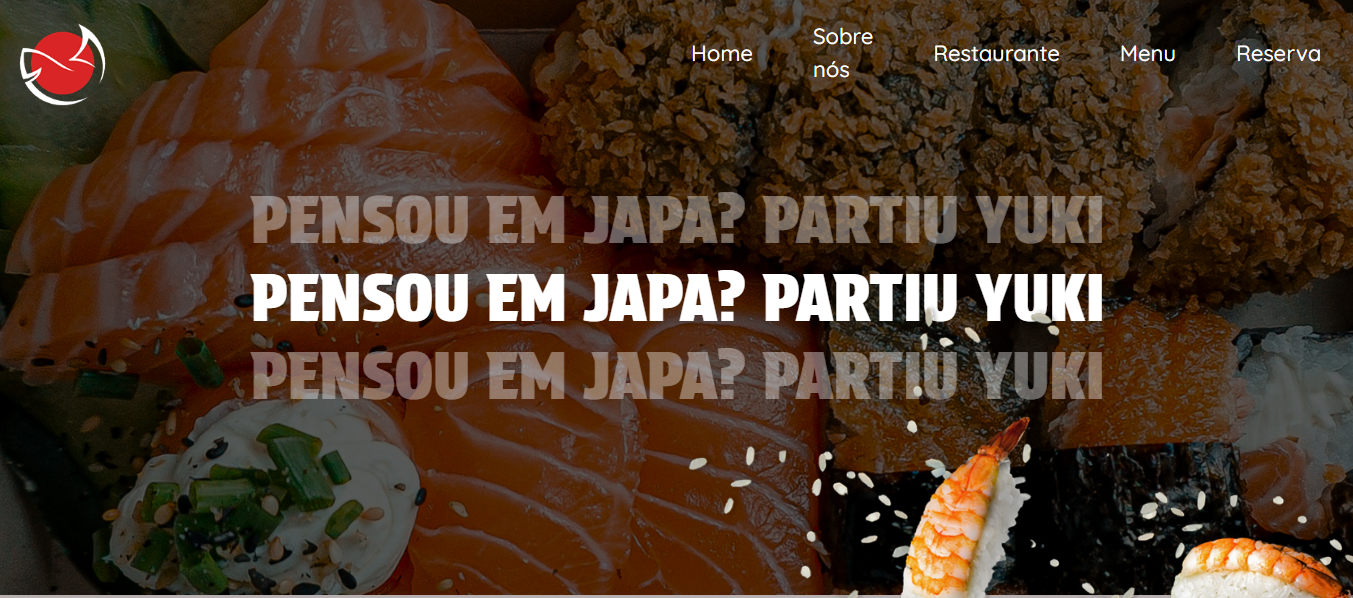 Home
Sobre
nós
Restaurante
Menu
Reserva
PENSOU EM JAPA? PARTIU YUKI
PENSOU EM JAPA? PARTIU YUKI
PENSOU EM JAPA? PARTIU YUKI